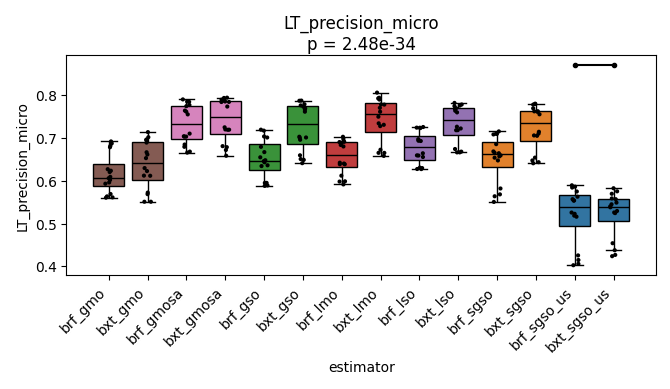 LT_precision_micro
p = 2.48e-34
LT_precision_micro
0.8
0.7
0.6
0.5
0.4
brf_gmo
bxt_gmo
brf_gmosa
bxt_gmosa
brf_gso
bxt_gso
brf_lmo
bxt_lmo
brf_lso
bxt_lso
brf_sgso
bxt_sgso
brf_sgso_us
bxt_sgso_us
estimator